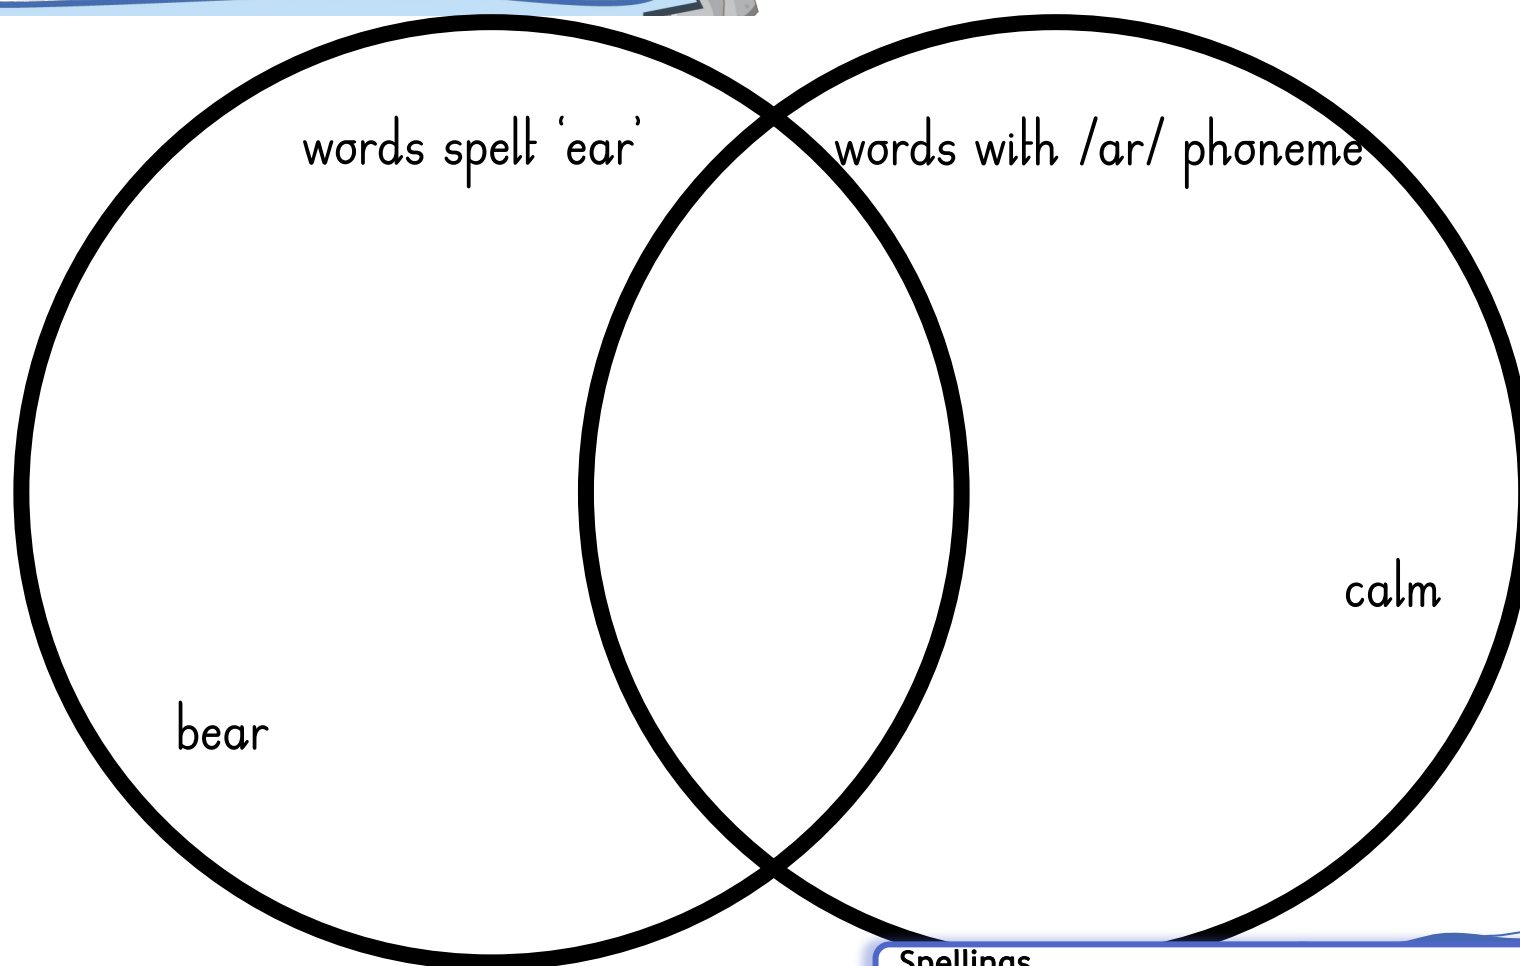 words spelt ‘ear’
words with /ar/ phoneme
calm
bear
Spellings